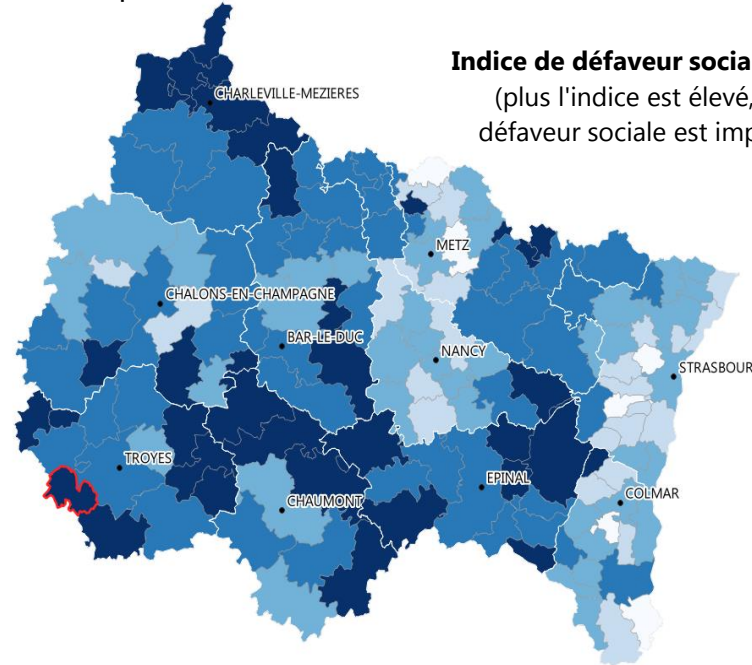 Indice de défaveur socia
(plus l'indice est élevé,
défaveur sociale est imp
CHARLEVILLE-MEZIERES
METZ
CHALONS-EN-CHAMPAGNE
BAR-LE-DUC
NANCY
STRASBOUR
TROYES
EPINAL
CHAUMONT
COLMAR